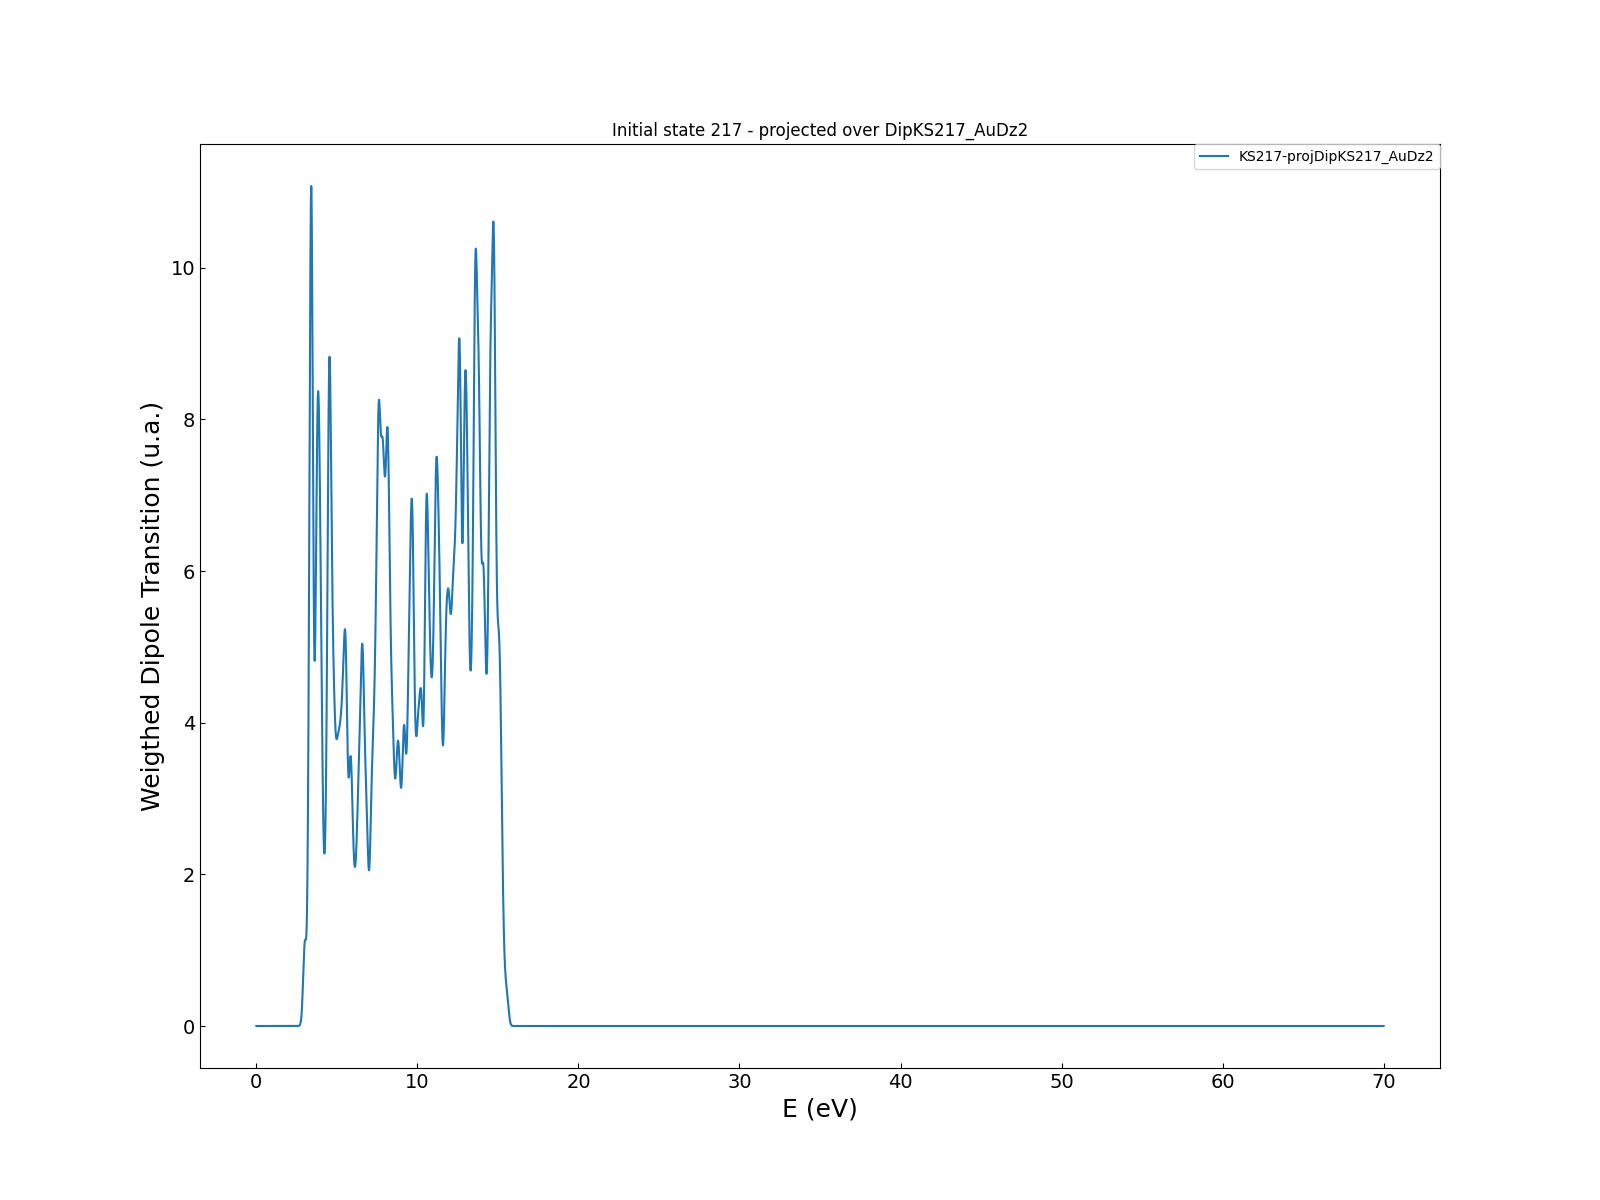 Initial state 217 - projected over DipKS217_AuDz2
KS217-projDipKS217_AuDz2
Weigthed Dipole Transition (u.a.)
10
8
6
4
2
0
0 10 20 30 40 50 60 70
E (eV)